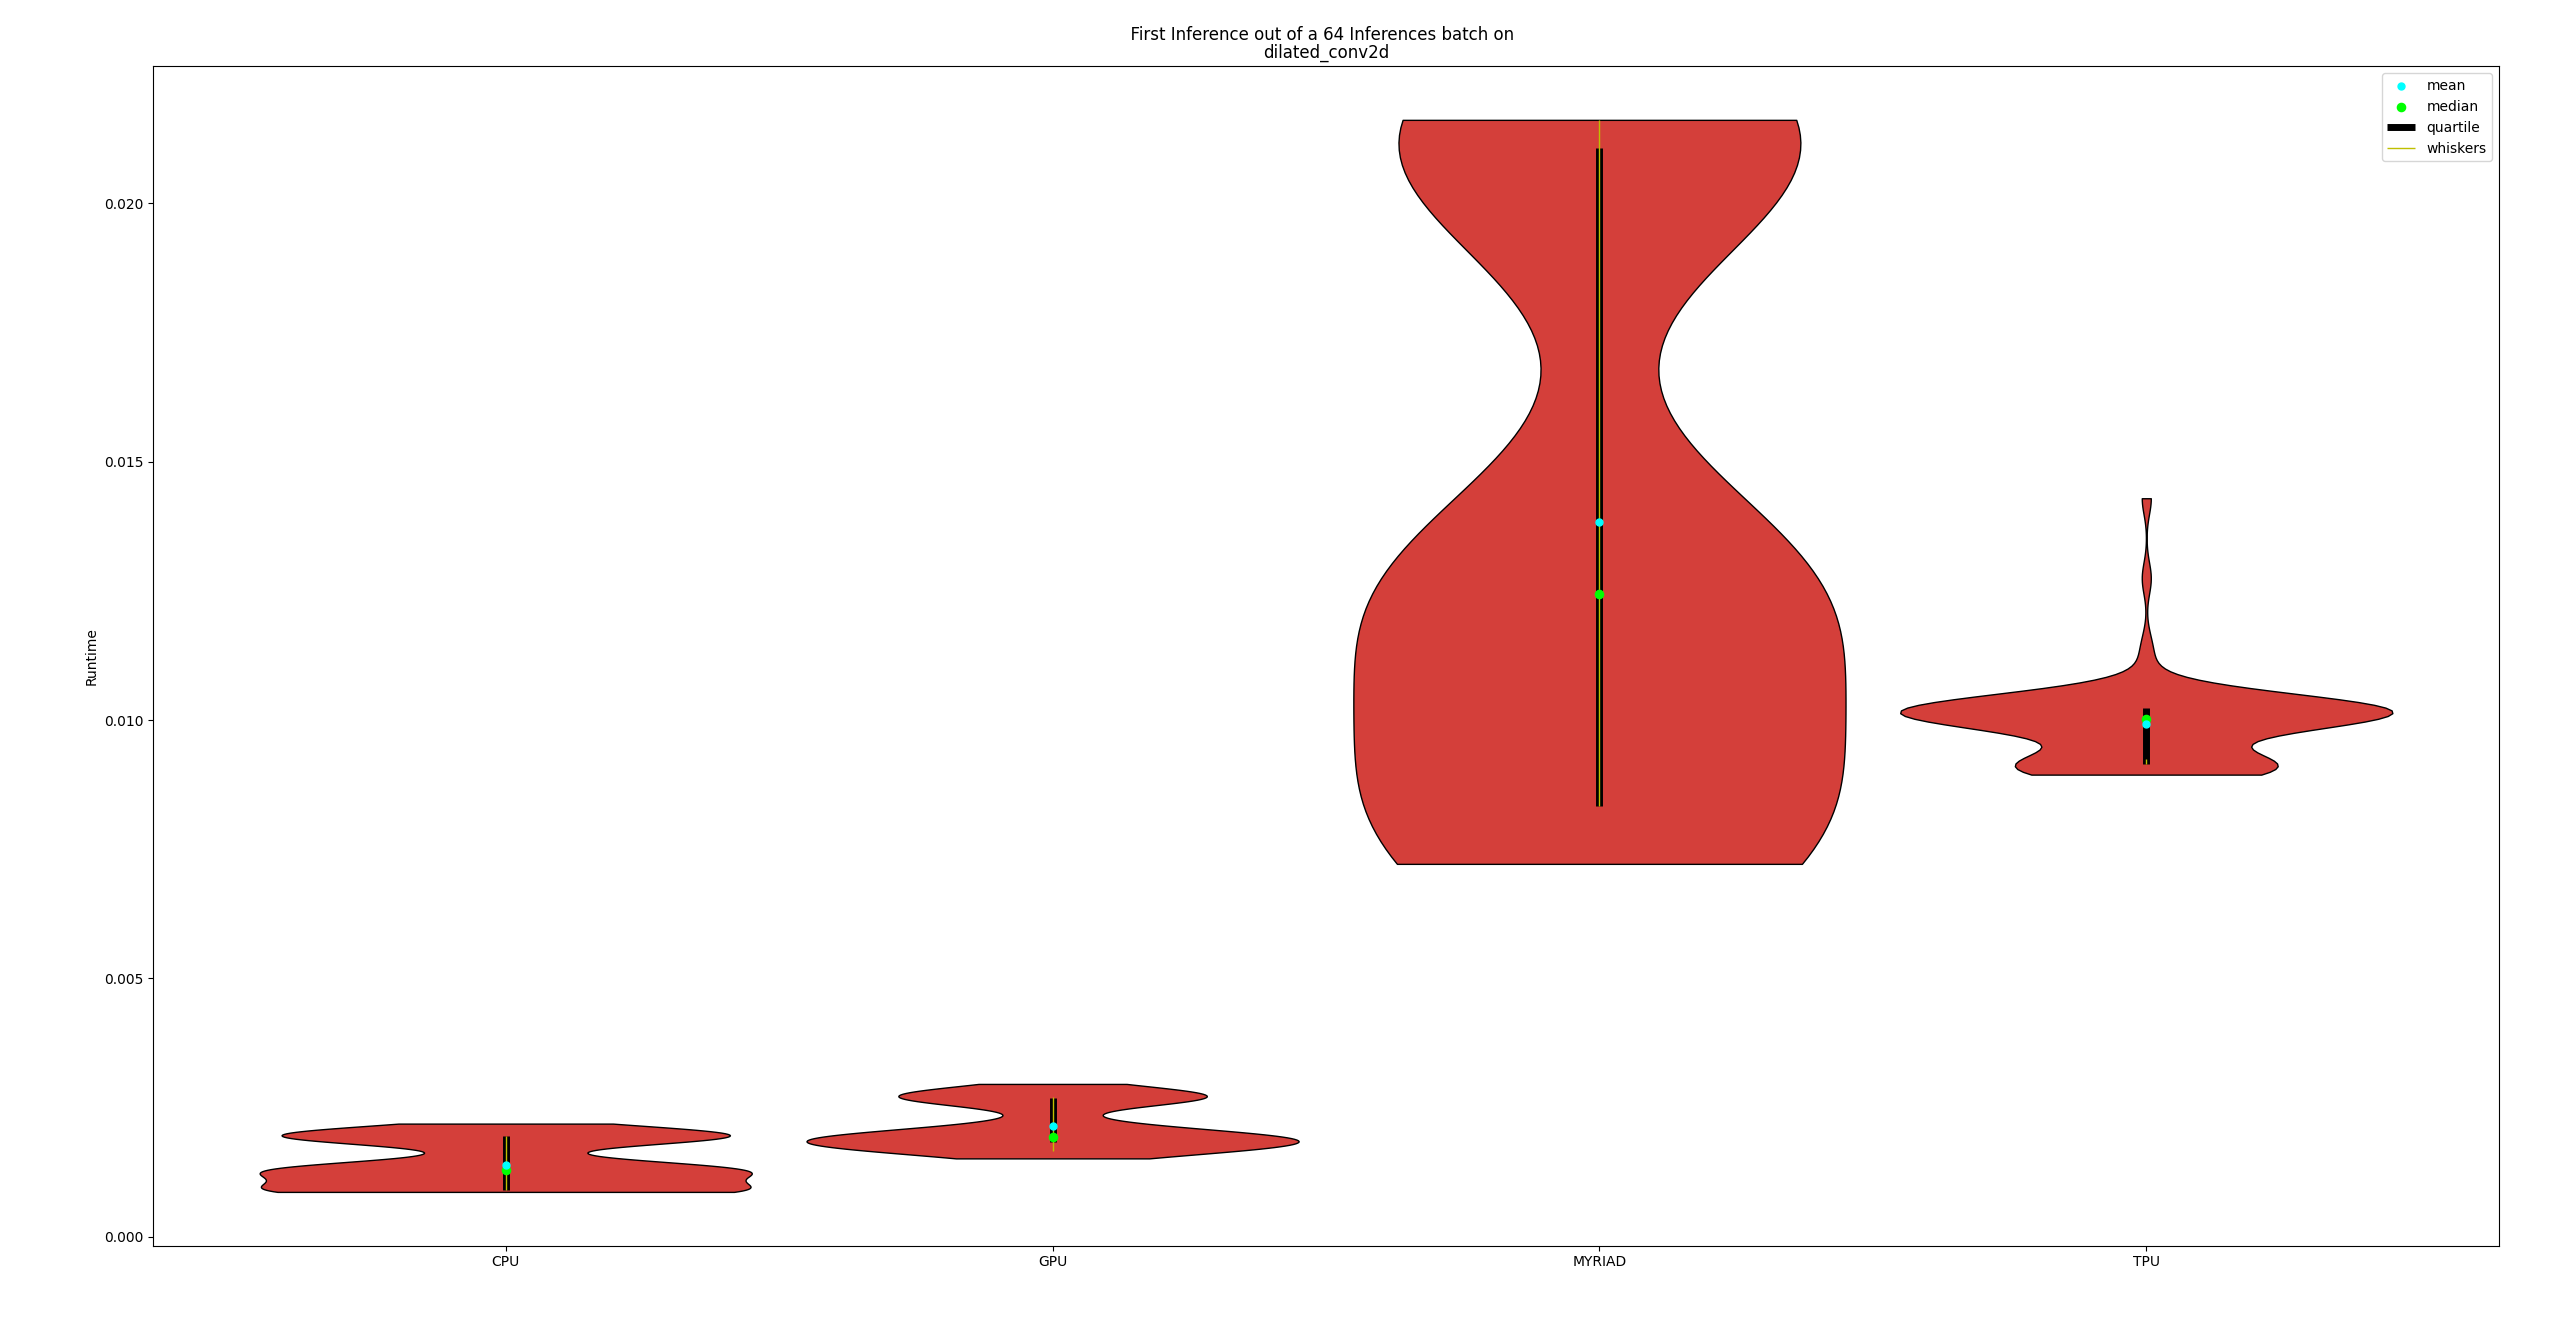 First Inference out of a 64 Inferences batch on
dilated_conv2d
mean
median
quartile
whiskers
0.020
0.015
0.010
0.005
0.000
Runtime
CPU
GPU
MYRIAD
TPU